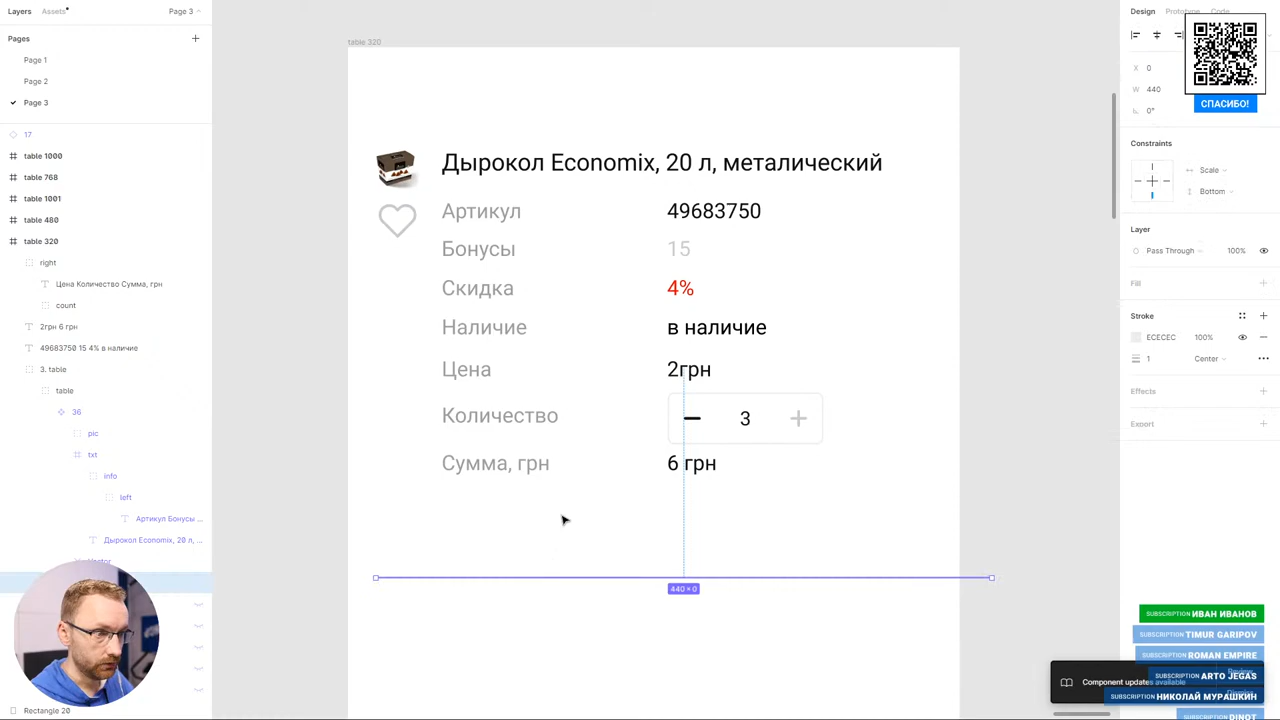 Layers
Assets
Page 3
Pages
Page 1
Page 2
Page 3
17
table 1000
table 768
table 1001
table 480
table 320
right
Цена Количество Сумма, грн
count
2грн 6 грн
49683750 15 4% в наличие
3. table
table
36
pic
txt
info
left
Артикул Бонусы ...
Дырокол Economix, 20 л, ...
Rectangle 20
table 320
Дырокол Economix, 20 л, металический
Артикул 49683750
Бонусы 15
Скидка 4%
Наличие в наличие
Цена 2грн
Количество 3
Сумма, грн 6 грн
440 × 0
Design Prototype Code
СПАСИБО!
X 0
W 440
0°
Constraints
Scale
Bottom
Layer
Pass Through 100%
Fill
Stroke
ECECEC 100%
1 Center
Effects
Export
SUBSCRIPTION ИВАН ИВАНОВ
SUBSCRIPTION TIMUR GARIPOV
SUBSCRIPTION ROMAN EMPIRE
SUBSCRIPTION ARTO JEGAS
Component updates available
SUBSCRIPTION НИКОЛАЙ МУРАШКИН
DINOT